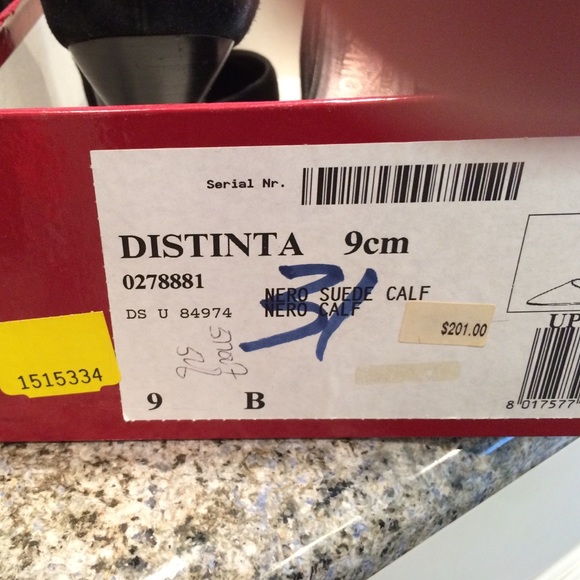 Serial Nr.
DISTINTA 9cm
0278881
NERO SUEDE CALF
DS U 84974 NERO CALF
31
$201.00
UP
1515334
9 B
8 017577